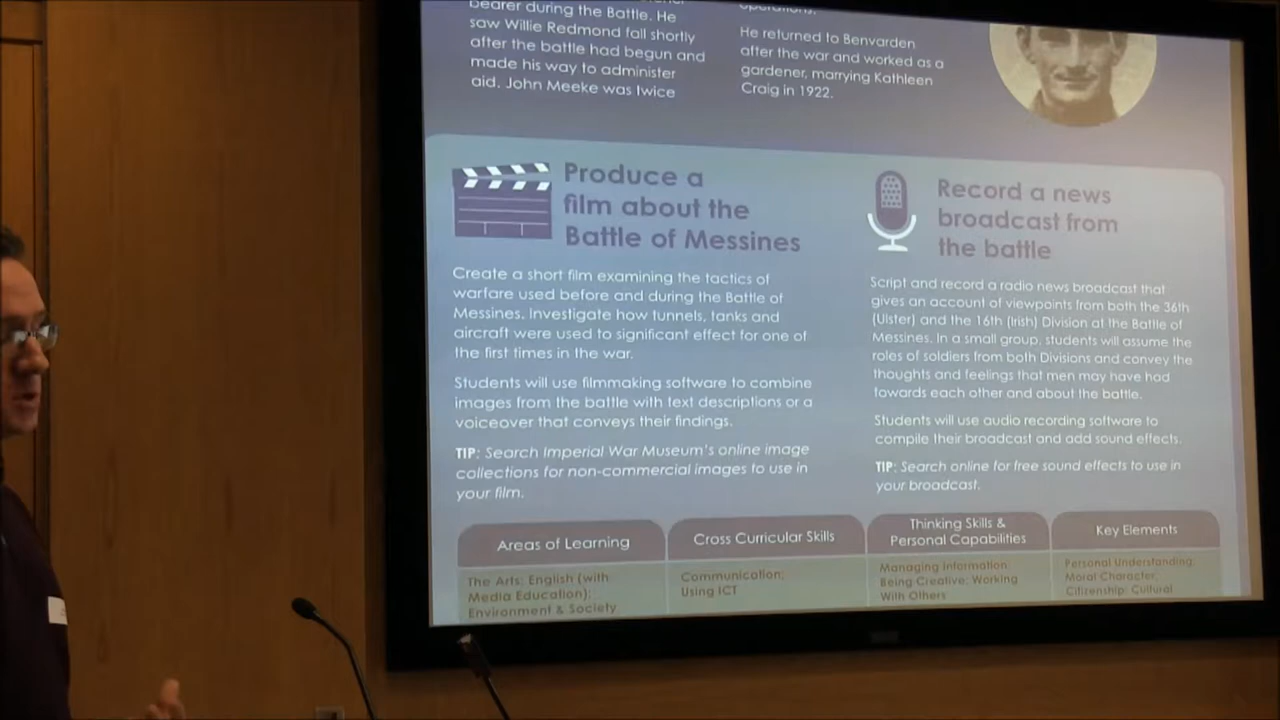 bearer during the Battle. He
saw Willie Redmond fall shortly
after the battle had begun and
made his way to administer
aid. John Meeke was twice
operations.
He returned to Benvarden
after the war and worked as a
gardener, marrying Kathleen
Craig in 1922.
Produce a
film about the
Battle of Messines
Create a short film examining the tactics of
warfare used before and during the Battle of
Messines. Investigate how tunnels, tanks and
aircraft were used to significant effect for one of
the first times in the war.
Students will use filmmaking software to combine
images from the battle with text descriptions or a
voiceover that conveys their findings.
TIP: Search Imperial War Museum's online image
collections for non-commercial images to use in
your film.
Record a news
broadcast from
the battle
Script and record a radio news broadcast that
gives an account of viewpoints from both the 36th
(Ulster) and the 16th (Irish) Division at the Battle of
Messines. In a small group, students will assume the
roles of soldiers from both Divisions and convey the
thoughts and feelings that men may have had
towards each other and about the battle.
Students will use audio recording software to
compile their broadcast and add sound effects.
TIP: Search online for free sound effects to use in
your broadcast.
Areas of Learning
The Arts; English (with
Media Education);
Environment & Society
Cross Curricular Skills
Communication;
Using ICT
Thinking Skills &
Personal Capabilities
Managing Information;
Being Creative; Working
With Others
Key Elements
Personal Understanding;
Moral Character;
Citizenship; Cultural